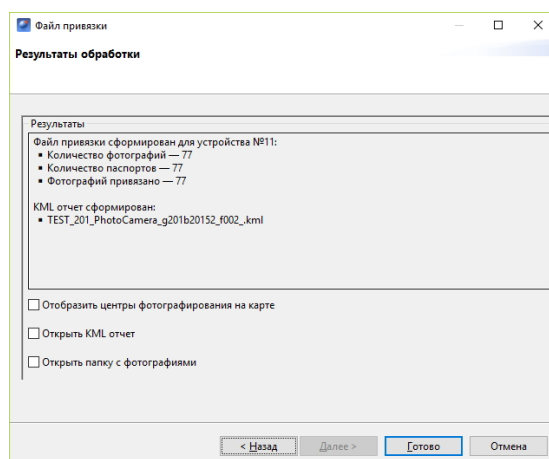 Файл привязки
Результаты обработки
Результаты
Файл привязки сформирован для устройства №11:
▪ Количество фотографий — 77
▪ Количество паспортов — 77
▪ Фотографий привязано — 77
KML отчет сформирован:
▪ TEST_201_PhotoCamera_g201b20152_f002_.kml
Отобразить центры фотографирования на карте
Открыть KML отчет
Открыть папку с фотографиями
< Назад Далее > Готово Отмена